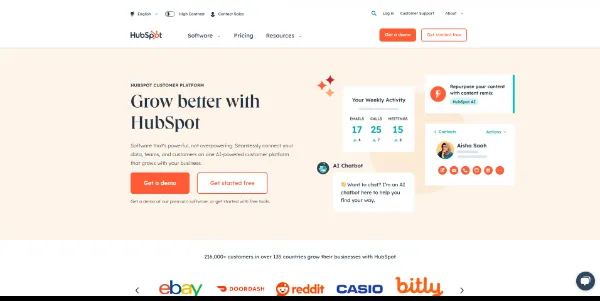 English
High Contrast
Contact Sales
Log in
Customer Support
About
HubSpot
Software
Pricing
Resources
Get a demo
Get started free
HUBSPOT CUSTOMER PLATFORM
Grow better with
HubSpot
Software that's powerful, not overpowering. Seamlessly connect your
data, teams, and customers on one AI-powered customer platform
that grows with your business.
Get a demo
Get started free
Get a demo of our premium software, or get started with free tools.
Your Weekly Activity
EMAILS CALLS MEETINGS
17 25 15
4 7 4
AI Chatbot
Want to chat? I'm an AI
chatbot here to help you
find your way.
Repurpose your content
with content remix
HubSpot AI
Contacts
Actions
Aisha Saah
216,000+ customers in over 135 countries grow their businesses with HubSpot
ebay
DOORDASH
reddit
CASIO
bitly